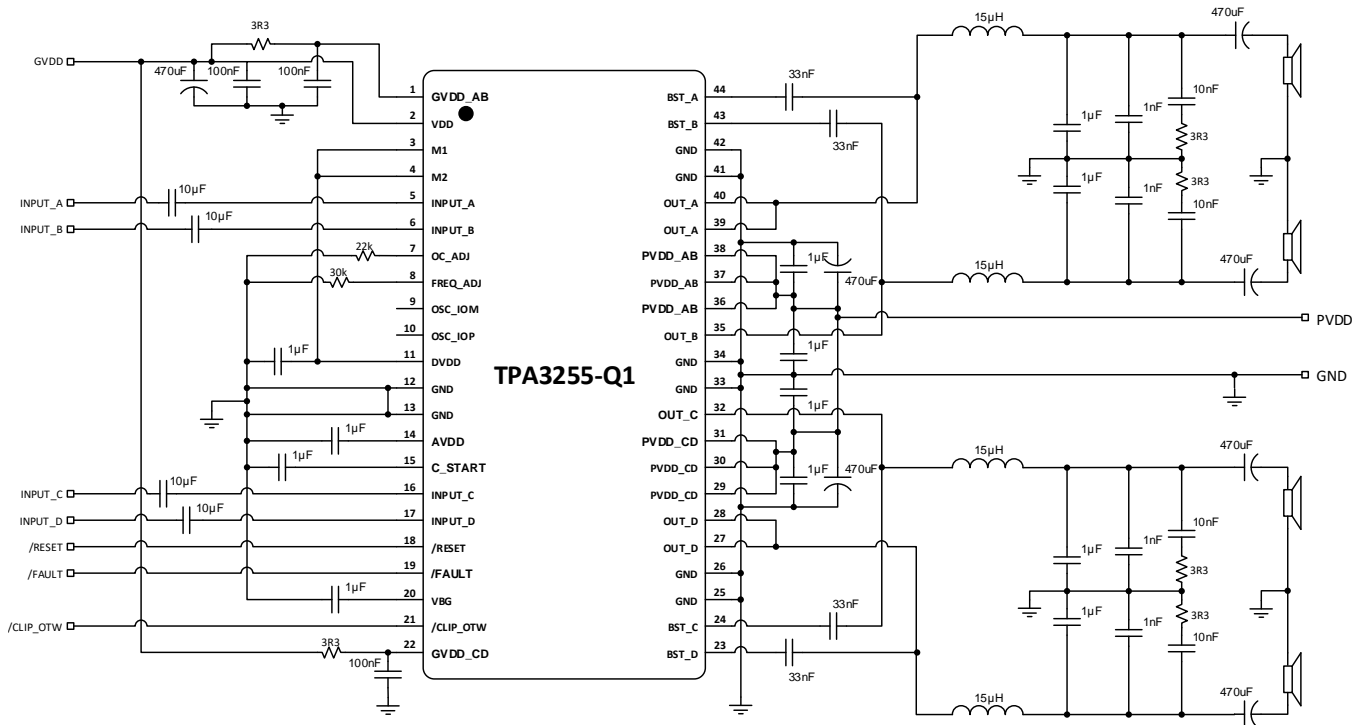 3R3
GVDD
470uF
100nF
100nF
1 GVDD_AB
2 VDD
3 M1
4 M2
INPUT_A 10µF 5 INPUT_A
INPUT_B 10µF 6 INPUT_B
22k 7 OC_ADJ
30k 8 FREQ_ADJ
9 OSC_IOM
10 OSC_IOP
1µF 11 DVDD
12 GND
13 GND
1µF 14 AVDD
1µF 15 C_START
INPUT_C 10µF 16 INPUT_C
INPUT_D 10µF 17 INPUT_D
/RESET 18 /RESET
/FAULT 19 /FAULT
1µF 20 VBG
/CLIP_OTW 21 /CLIP_OTW
3R3 22 GVDD_CD
100nF
TPA3255-Q1
BST_A 44 33nF
BST_B 43 33nF
GND 42
GND 41
OUT_A 40
OUT_A 39
PVDD_AB 38
PVDD_AB 37
PVDD_AB 36
OUT_B 35
GND 34
GND 33
OUT_C 32
PVDD_CD 31
PVDD_CD 30
PVDD_CD 29
OUT_D 28
OUT_D 27
GND 26
GND 25
BST_C 24 33nF
BST_D 23 33nF
1µF
470uF
1µF
1µF
1µF
470uF
15µH
470uF
1µF
1nF
10nF
3R3
1µF
1nF
3R3
10nF
15µH
470uF
PVDD
GND
15µH
470uF
1µF
1nF
10nF
3R3
1µF
1nF
3R3
10nF
15µH
470uF